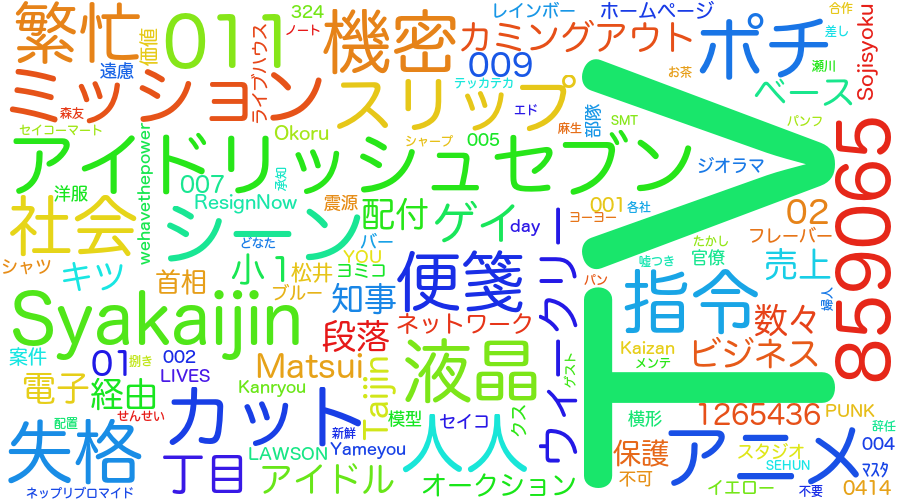 繁忙
011
価値
遠慮
ライブハウス
324
ノート
機密
レインボー
ホームページ
カミングアウト
009
ポチ
合作
差し
Sojisyoku
瀬川
お茶
ミッション
森友
スリップ
テッカテカ
エド
麻生
部隊
SMT
ベース
パンフ
セイコーマート
Okoru
シャープ
005
アイドリッシュセブン
ジオラマ
859065
TV
洋服
wehavethepower
007
承知
ResignNow
震源
配付
ゲイ
day
001
各社
ヨーヨー
02
フレーバー
社会
シーン
どなた
バー
YOU
ヨミコ
たかし
官僚
嘘つき
売上
シャツ
キツ
首相
小1
松井
ブルー
知事
便箋
ウィークリー
パン
指令
婦人
数々
Syakaijin
段落
ネットワーク
案件
01
捌き
002
LIVES
Matsui
液晶
Kaizan
メンテ
ビジネス
電子
経由
Kanryou
Taijin
ゲスト
配置
せんせい
カット
新鮮
模型
セイコ
クス
横形
1265436
PUNK
辞任
失格
丁目
LAWSON
Yameyou
人人
保護
アニメ
スタジオ
SEHUN
004
マスタ
ネップリブロマイド
アイドル
オークション
不可
イエロー
不要
0414